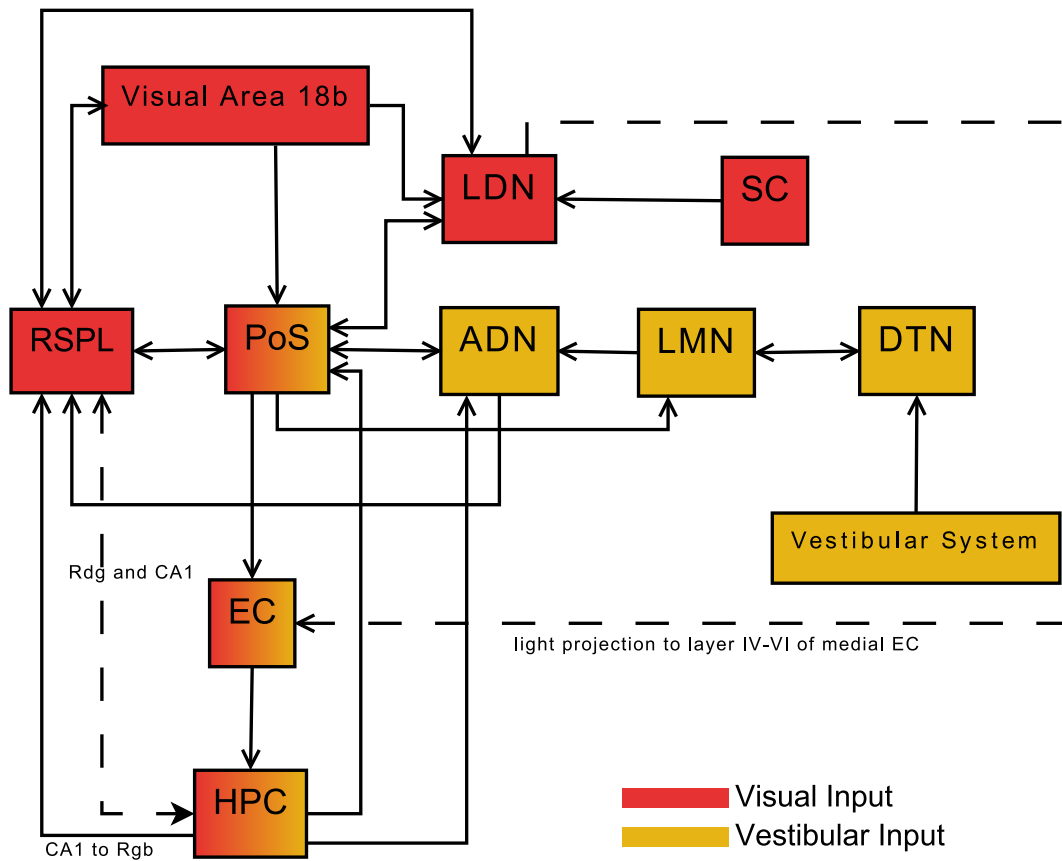 Visual Area 18b
LDN
SC
RSPL
PoS
ADN
LMN
DTN
Vestibular System
Rdg and CA1
EC
light projection to layer IV-VI of medial EC
HPC
Visual Input
Vestibular Input
CA1 to Rgb